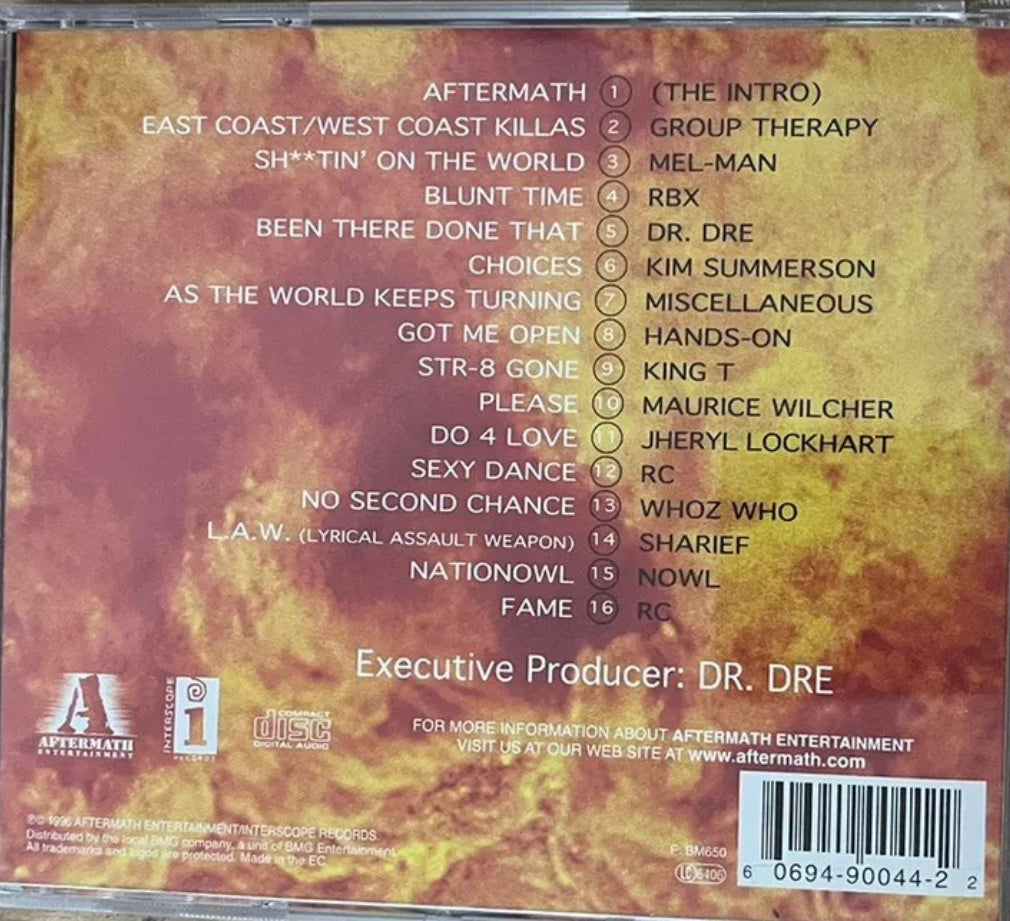 AFTERMATH 1 (THE INTRO)
EAST COAST/WEST COAST KILLAS 2 GROUP THERAPY
SH**TIN' ON THE WORLD 3 MEL-MAN
BLUNT TIME 4 RBX
BEEN THERE DONE THAT 5 DR. DRE
CHOICES 6 KIM SUMMERSON
AS THE WORLD KEEPS TURNING 7 MISCELLANEOUS
GOT ME OPEN 8 HANDS-ON
STR-8 GONE 9 KING T
PLEASE 10 MAURICE WILCHER
DO 4 LOVE 11 JHERYL LOCKHART
SEXY DANCE 12 RC
NO SECOND CHANCE 13 WHOZ WHO
L.A.W. (LYRICAL ASSAULT WEAPON) 14 SHARIEF
NATIONOWL 15 NOWL
FAME 16 RC
Executive Producer: DR. DRE
A
AFTERMATH
ENTERTAINMENT
INTERSCOPE
i
RECORDS
COMPACT
disc
DIGITAL AUDIO
FOR MORE INFORMATION ABOUT AFTERMATH ENTERTAINMENT
VISIT US AT OUR WEB SITE AT www.aftermath.com
℗© 1996 AFTERMATH ENTERTAINMENT/INTERSCOPE RECORDS
Distributed by the local BMG company, a unit of BMG Entertainment
All trademarks and logos are protected. Made in the EC
F: BM650
LC 6406
6 0694-90044-2 2